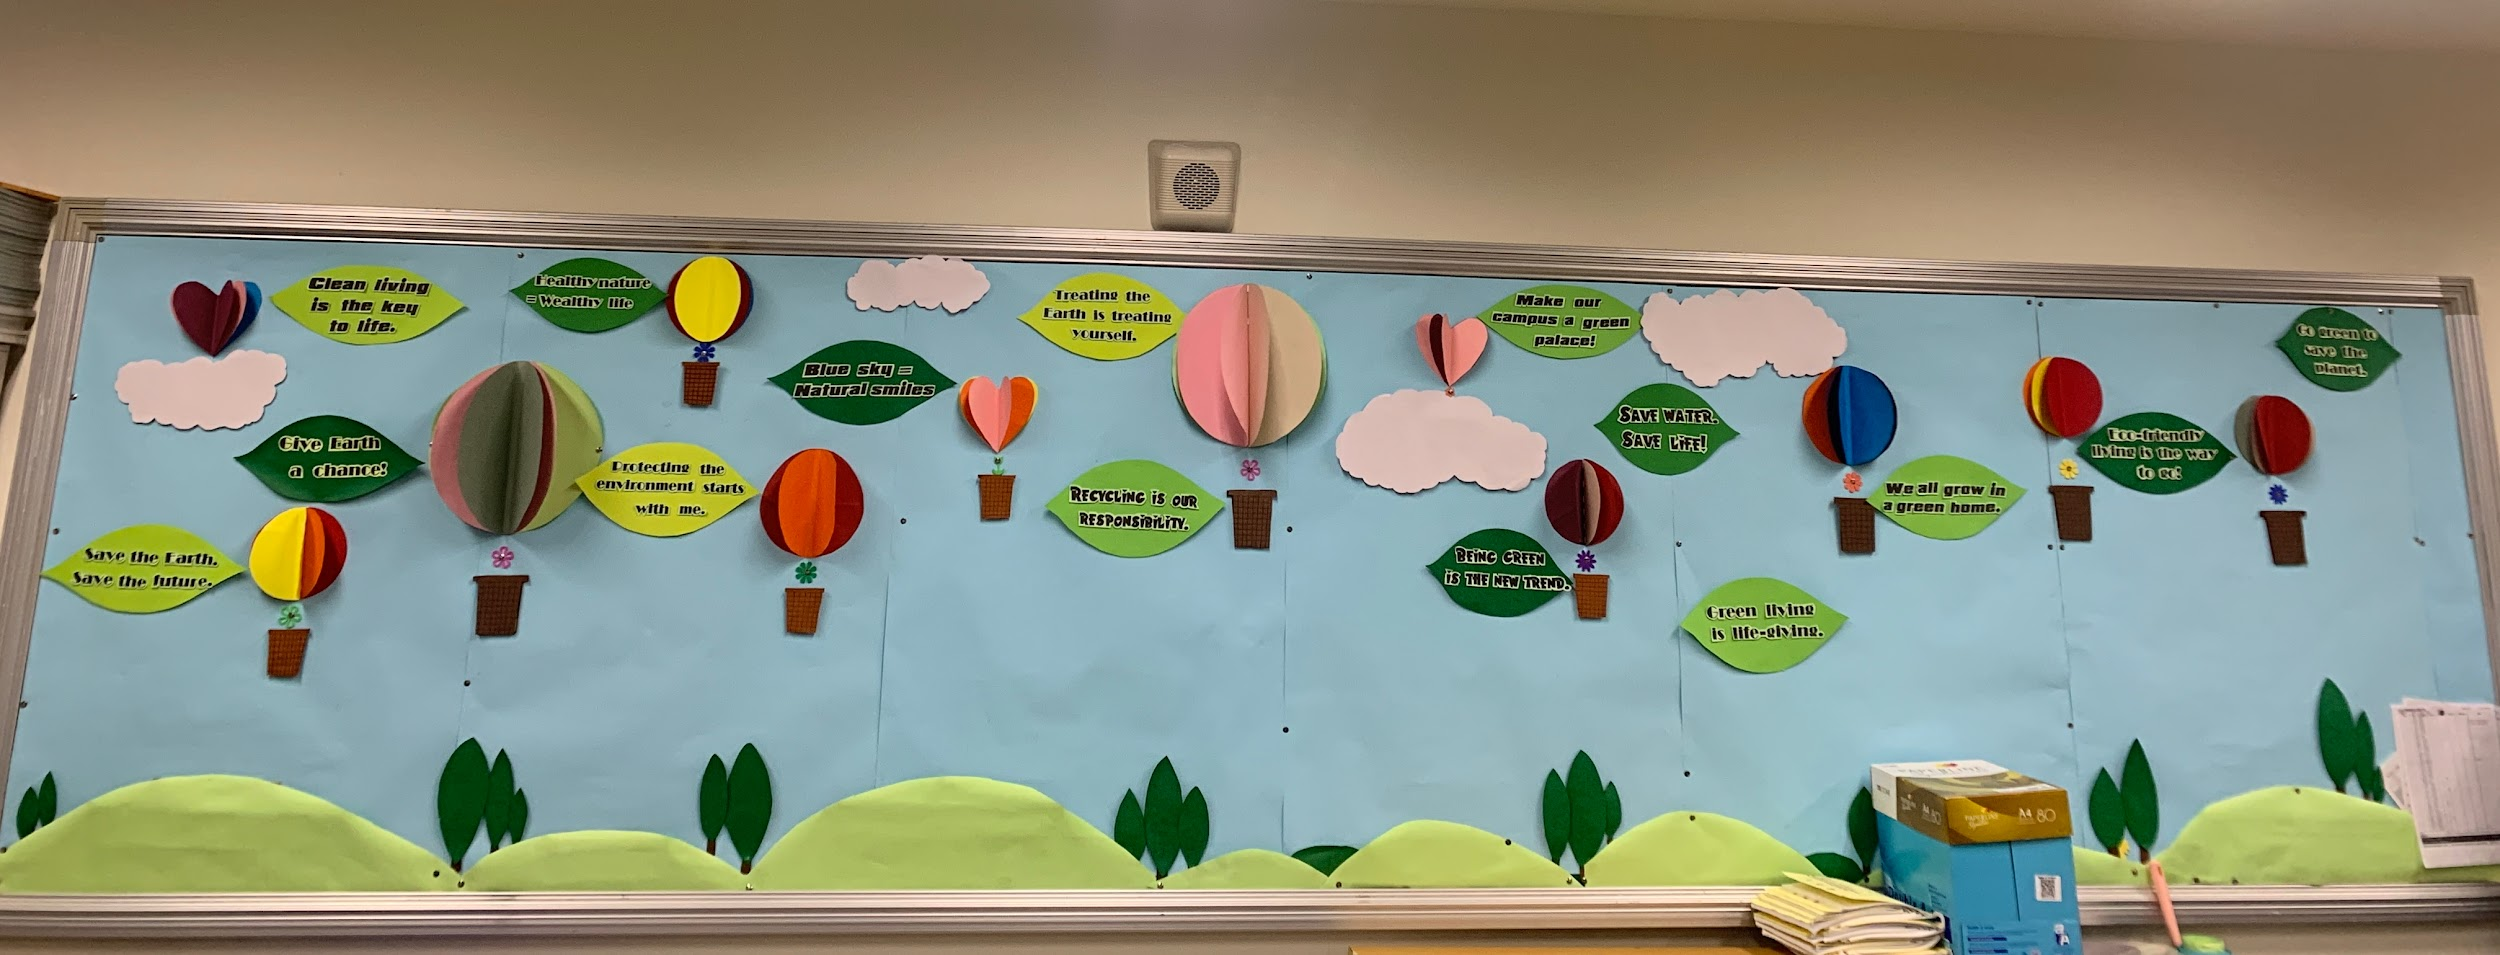 Clean living
is the key
to life.
Healthy nature
= Wealthy life
Give Earth
a chance!
Save the Earth,
Save the future.
Protecting the
environment starts
with me.
Blue sky =
Natural smiles
Treating the
Earth is treating
yourself.
RECYCLING IS OUR
RESPONSIBILITY.
Make our
campus a green
palace!
SAVE WATER,
SAVE LIFE!
BEING GREEN
IS THE NEW TREND.
We all grow in
a green home.
Green living
is life-giving.
Eco-friendly
living is the way
to go!
Go green to
save the
planet.
A4 80
A4 80